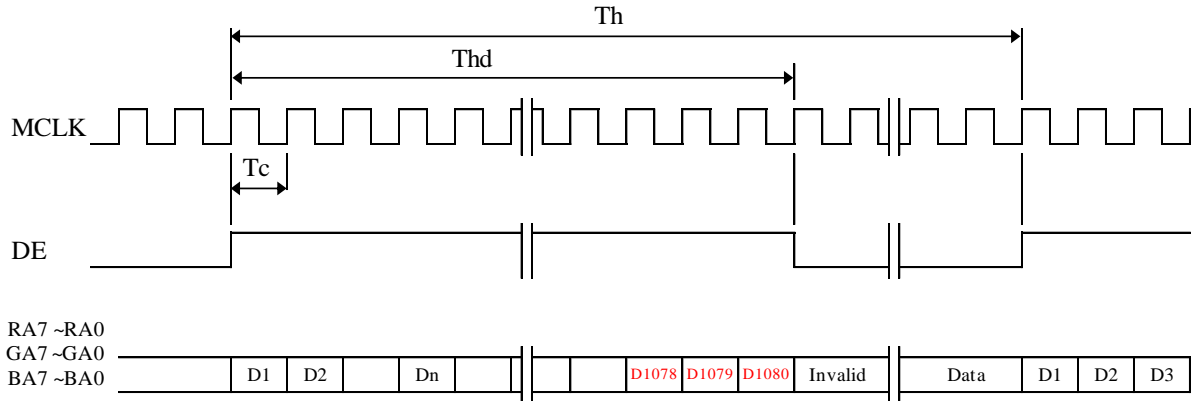 Th
Thd
MCLK
Tc
DE
RA7 ~RA0
GA7 ~GA0
BA7 ~BA0
D1 D2 Dn D1078 D1079 D1080 Invalid Data D1 D2 D3